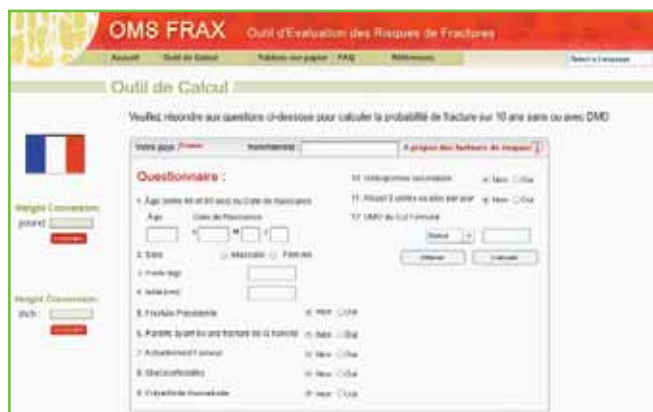 OMS FRAX Outil d'Evaluation des Risques de Fractures
Accueil Outil de Calcul Tableau sur papier FAQ Références Select a Language
Outil de Calcul
Veuillez répondre aux questions ci-dessous pour calculer la probabilité de fracture sur 10 ans sans ou avec DMO
Votre pays: France Nom/Identité: A propos des facteurs de risques
Questionnaire :
1. Âge (entre 40 et 90 ans) ou Date de Naissance
Âge Date de Naissance
A M J
2. Sexe Masculin Féminin
3. Poids (kg)
4. Taille (cm)
5. Fracture Précédente Non Oui
6. Parents ayant eu une fracture de la hanche Non Oui
7. Actuellement Fumeur Non Oui
8. Glucocorticoïdes Non Oui
9. Polyarthrite rhumatoïde Non Oui
10. Ostéoporose secondaire Non Oui
11. Alcool 3 unités ou plus par jour Non Oui
12. DMO du Col Fémoral
Weight Conversion:
pound
Height Conversion:
inch